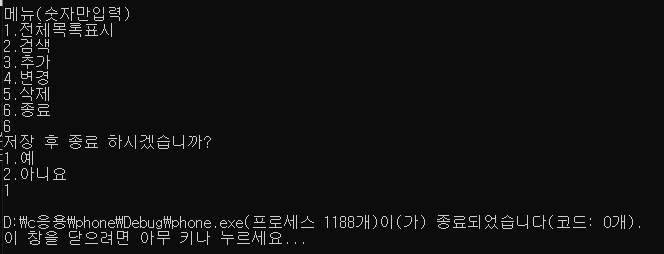 메뉴(숫자만입력)
1.전체목록표시
2.검색
3.추가
4.변경
5.삭제
6.종료
6
저장 후 종료 하시겠습니까?
1.예
2.아니요
1
D:₩c응용₩phone₩Debug₩phone.exe(프로세스 1188개)이(가) 종료되었습니다(코드: 0개).
이 창을 닫으려면 아무 키나 누르세요...